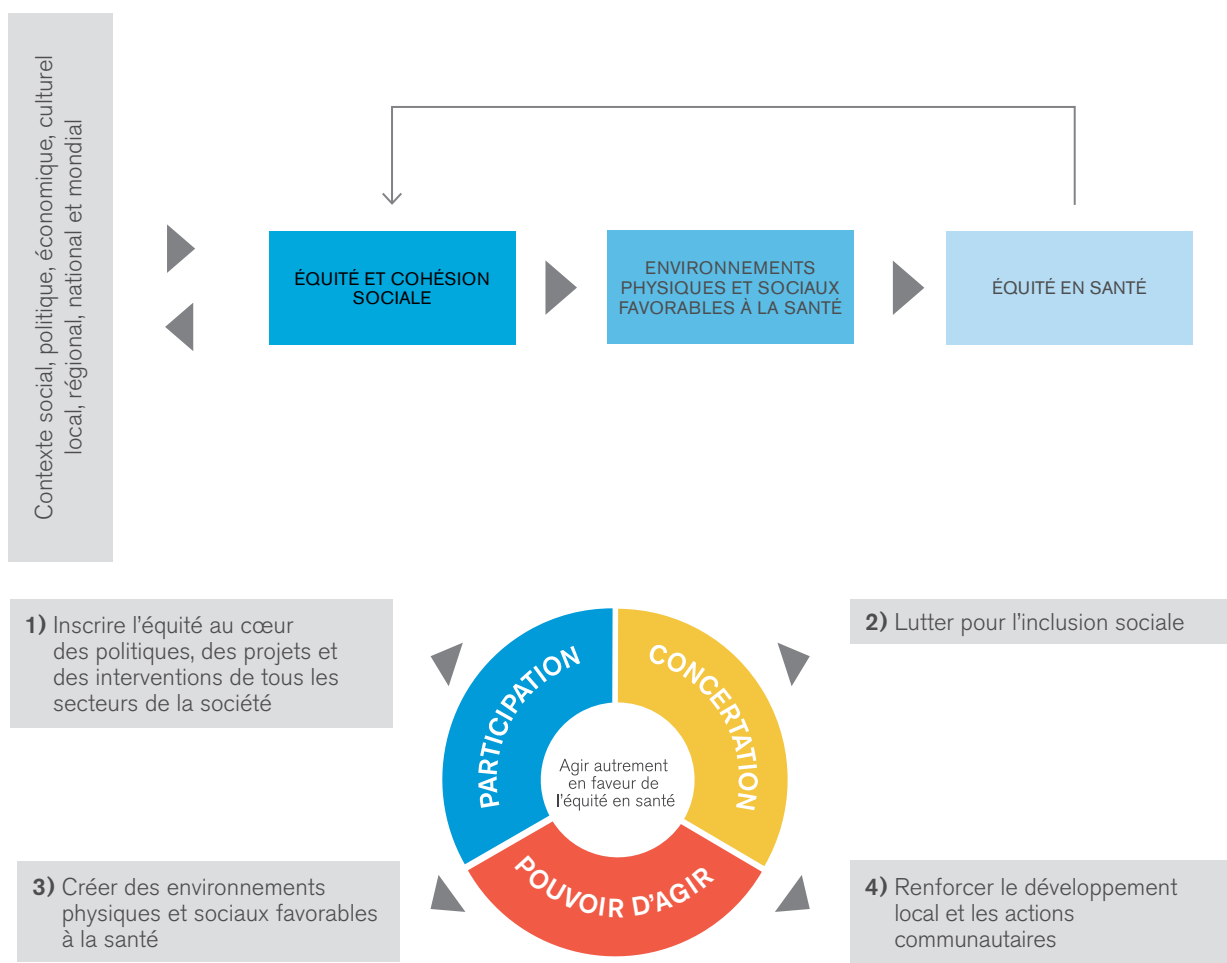 Contexte social, politique, économique, culturel
local, régional, national et mondial
ÉQUITÉ ET COHÉSION
SOCIALE
ENVIRONNEMENTS
PHYSIQUES ET SOCIAUX
FAVORABLES À LA SANTÉ
ÉQUITÉ EN SANTÉ
1) Inscrire l'équité au cœur
des politiques, des projets et
des interventions de tous les
secteurs de la société
2) Lutter pour l'inclusion sociale
PARTICIPATION
CONCERTATION
Agir autrement
en faveur de
l'équité en santé
POUVOIR D'AGIR
3) Créer des environnements
physiques et sociaux favorables
à la santé
4) Renforcer le développement
local et les actions
communautaires